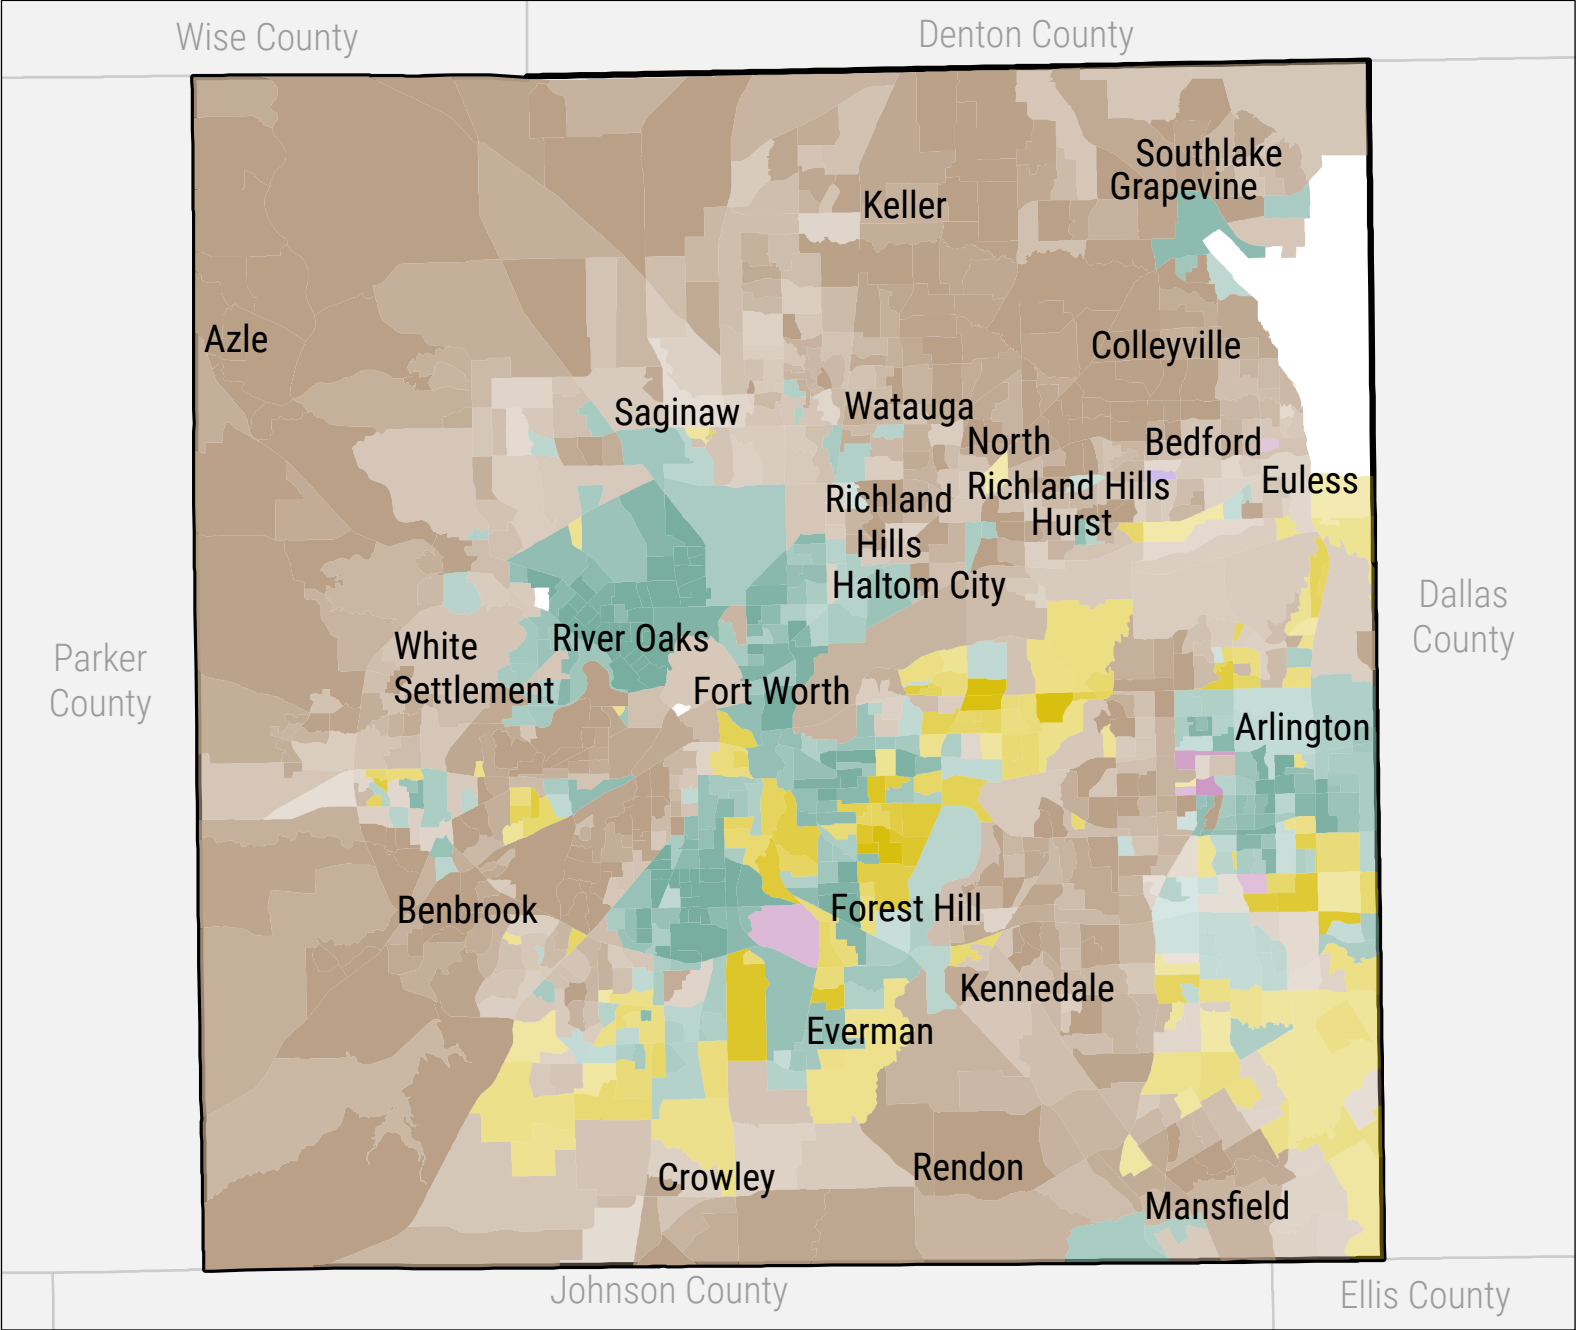 Wise County
Denton County
Southlake
Grapevine
Keller
Azle
Colleyville
Saginaw
Watauga
North
Richland Hills
Bedford
Euless
Richland
Hills
Hurst
Haltom City
Dallas
County
White
Settlement
River Oaks
Parker
County
Fort Worth
Arlington
Benbrook
Forest Hill
Kennedale
Everman
Crowley
Rendon
Mansfield
Johnson County
Ellis County